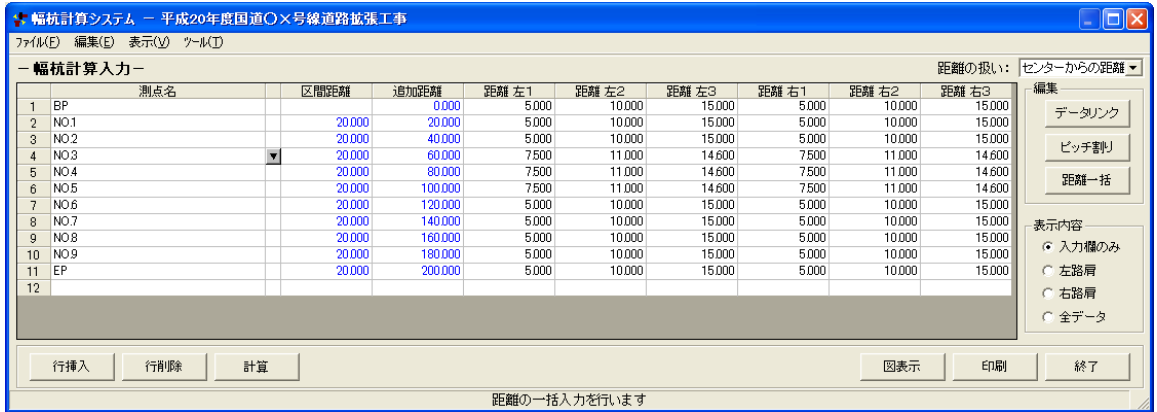 幅杭計算システム － 平成20年度国道〇×号線道路拡張工事
ﾌｧｲﾙ(F) 編集(E) 表示(V) ﾂｰﾙ(T)
－幅杭計算入力－ 距離の扱い： センターからの距離
測点名 区間距離 追加距離 距離 左1 距離 左2 距離 左3 距離 右1 距離 右2 距離 右3
1 BP 0.000 5.000 10.000 15.000 5.000 10.000 15.000
2 NO.1 20.000 20.000 5.000 10.000 15.000 5.000 10.000 15.000
3 NO.2 20.000 40.000 5.000 10.000 15.000 5.000 10.000 15.000
4 NO.3 20.000 60.000 7.500 11.000 14.600 7.500 11.000 14.600
5 NO.4 20.000 80.000 7.500 11.000 14.600 7.500 11.000 14.600
6 NO.5 20.000 100.000 7.500 11.000 14.600 7.500 11.000 14.600
7 NO.6 20.000 120.000 5.000 10.000 15.000 5.000 10.000 15.000
8 NO.7 20.000 140.000 5.000 10.000 15.000 5.000 10.000 15.000
9 NO.8 20.000 160.000 5.000 10.000 15.000 5.000 10.000 15.000
10 NO.9 20.000 180.000 5.000 10.000 15.000 5.000 10.000 15.000
11 EP 20.000 200.000 5.000 10.000 15.000 5.000 10.000 15.000
12
編集
データリンク
ピッチ割り
距離一括
表示内容
入力欄のみ
左路肩
右路肩
全データ
行挿入 行削除 計算 図表示 印刷 終了
距離の一括入力を行います